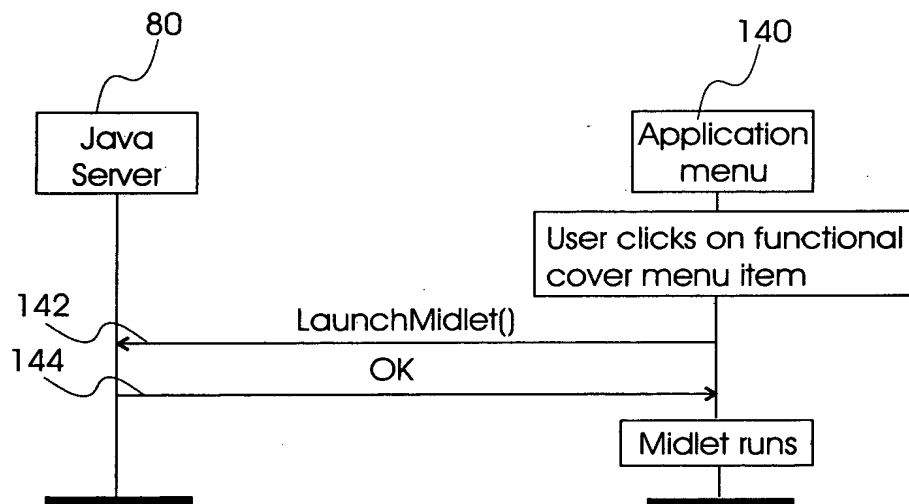 80
140
Java
Server
Application
menu
User clicks on functional
cover menu item
142
LaunchMidlet()
144
OK
Midlet runs